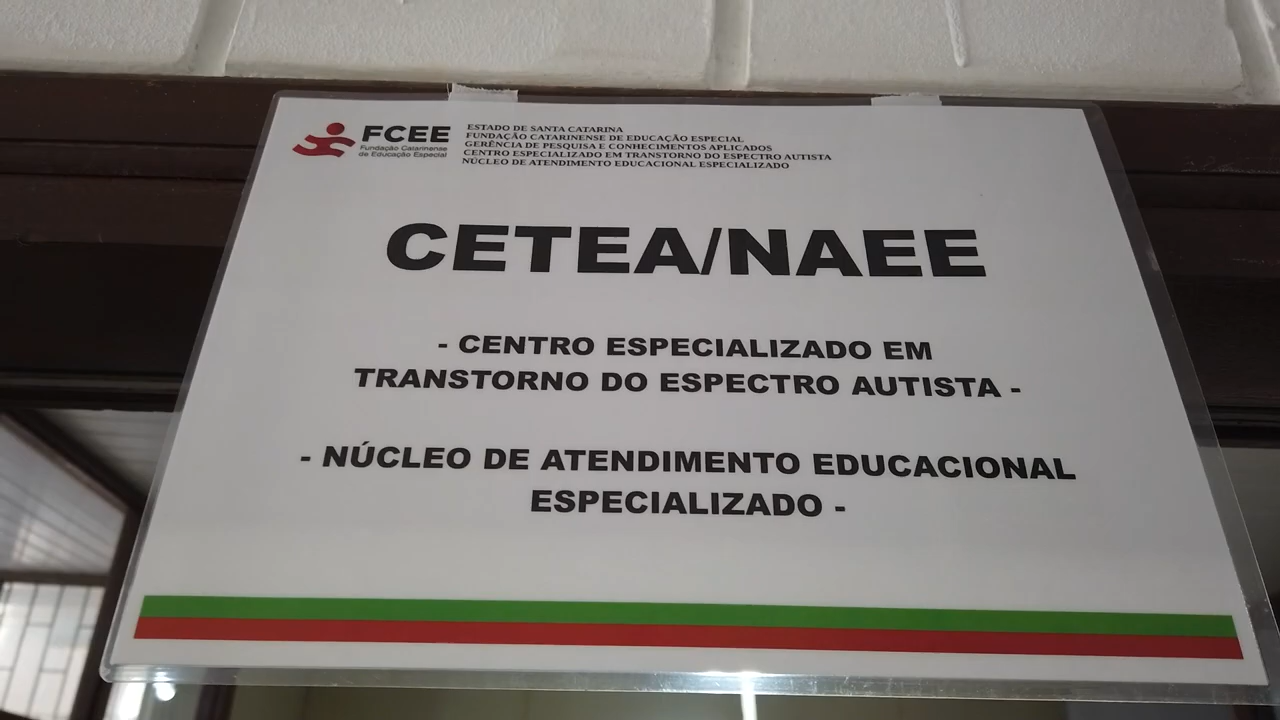 FCEE
Fundação Catarinense
de Educação Especial
ESTADO DE SANTA CATARINA
FUNDAÇÃO CATARINENSE DE EDUCAÇÃO ESPECIAL
GERÊNCIA DE PESQUISA E CONHECIMENTOS APLICADOS
CENTRO ESPECIALIZADO EM TRANSTORNO DO ESPECTRO AUTISTA
NÚCLEO DE ATENDIMENTO EDUCACIONAL ESPECIALIZADO
CETEA/NAEE
- CENTRO ESPECIALIZADO EM
TRANSTORNO DO ESPECTRO AUTISTA -
- NÚCLEO DE ATENDIMENTO EDUCACIONAL
ESPECIALIZADO -